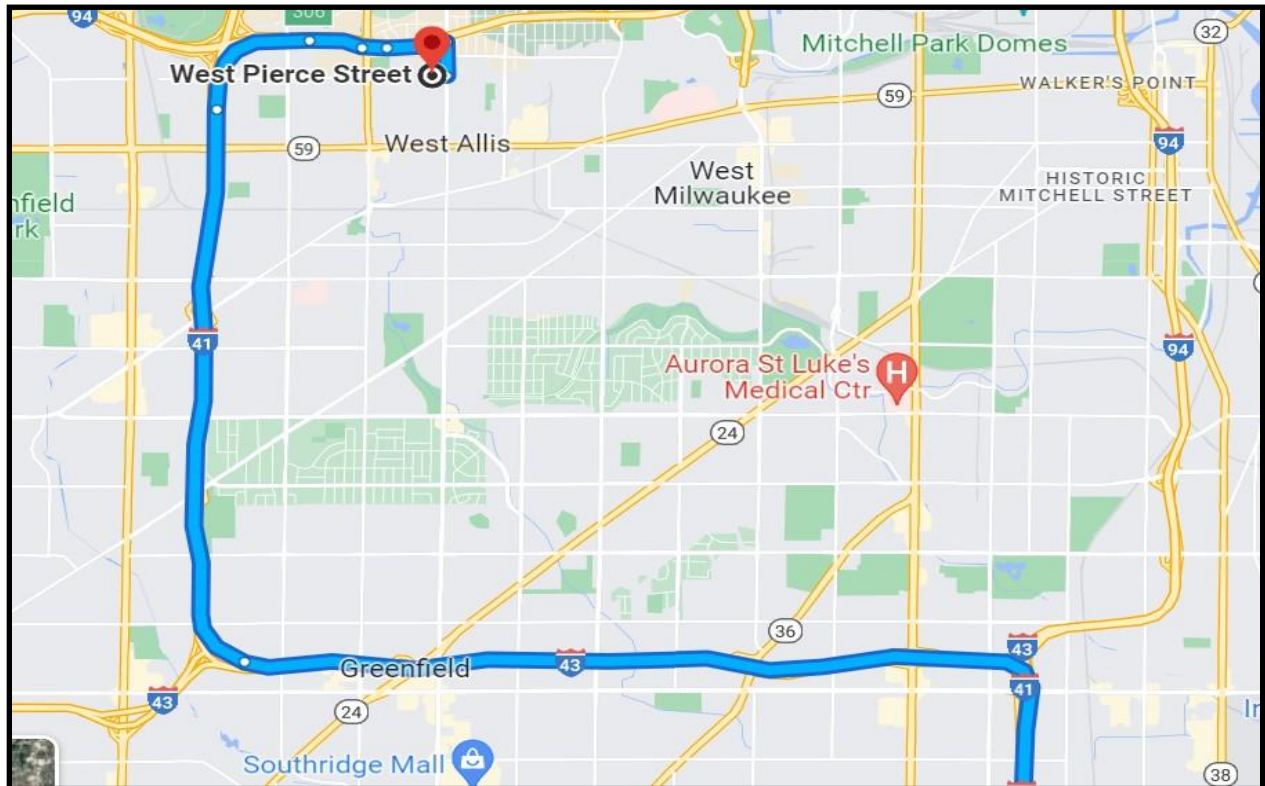 94
32
Mitchell Park Domes
West Pierce Street
WALKER'S POINT
59
59
West Allis
94
West
Milwaukee
HISTORIC
MITCHELL STREET
nfield
rk
41
94
Aurora St Luke's
Medical Ctr
H
24
36
43
Greenfield
43
41
43
24
In
Southridge Mall
38